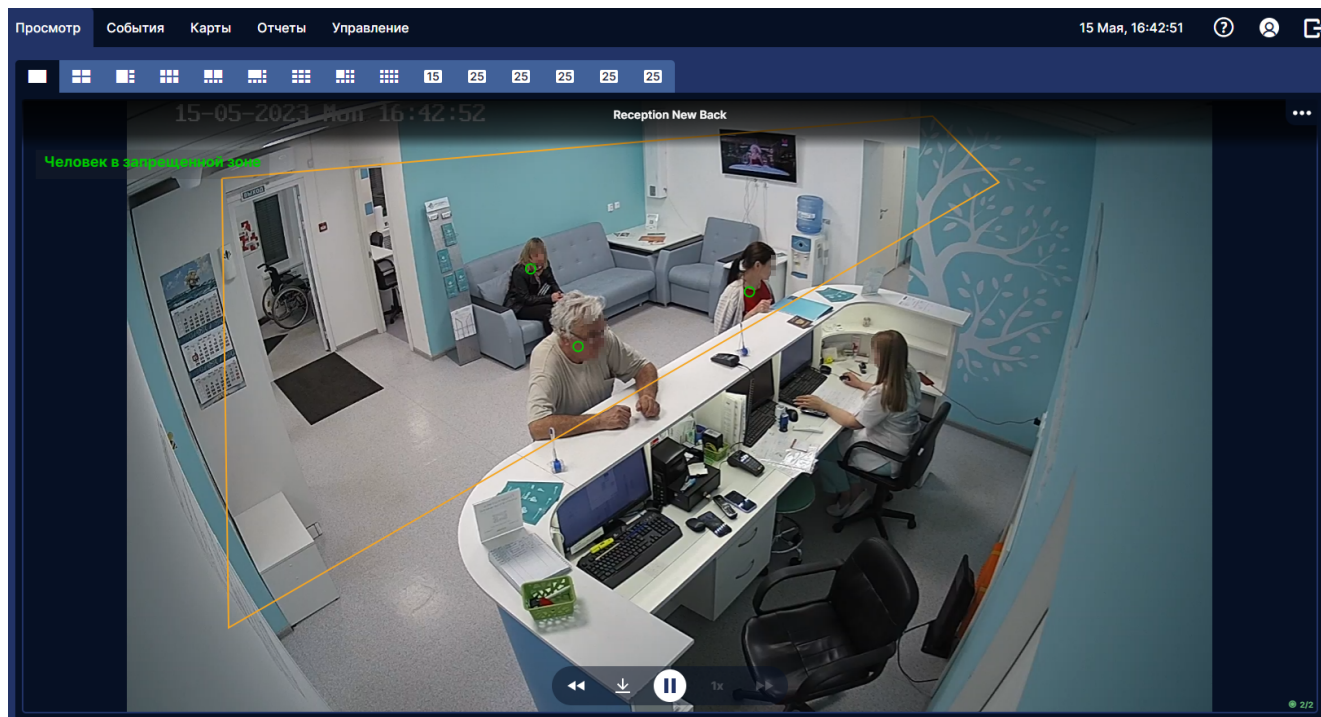 Просмотр События Карты Отчеты Управление 15 Мая, 16:42:51 ?
15 25 25 25 25 25
15-05-2023 Mon 16:42:52
Reception New Back
Человек в запрещенной зоне
ВЫХОД
1x
2/2